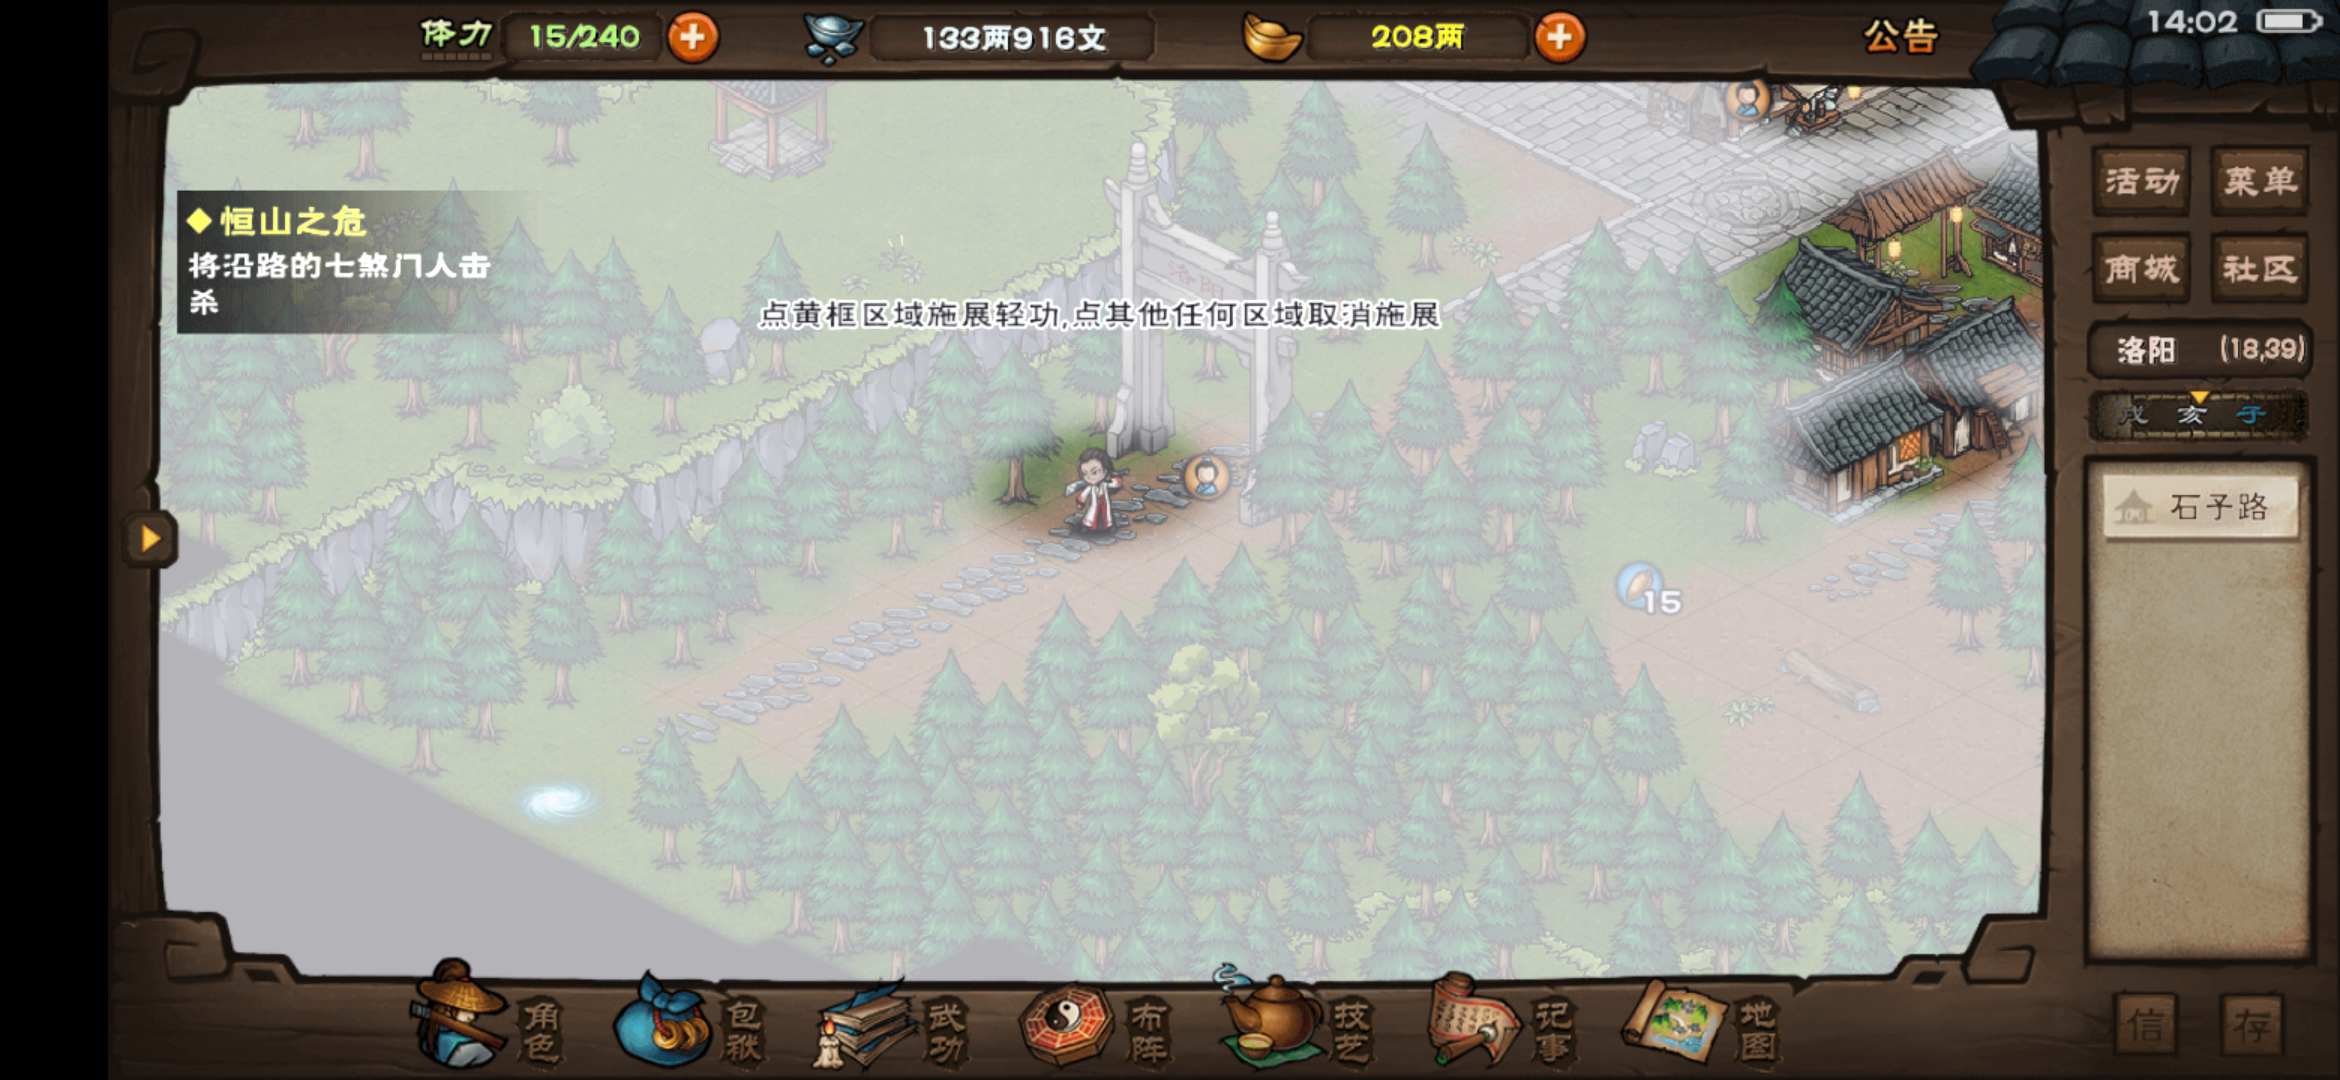 体力 15/240 133两916文 208两 公告 14:02
活动 菜单
◆恒山之危
将沿路的七煞门人击
杀
商城 社区
点黄框区域施展轻功,点其他任何区域取消施展
洛阳 (18,39)
戌 亥 子
洛阳
石子路
15
角色 包袱 武功 布阵 技艺 记事 地图 信 存